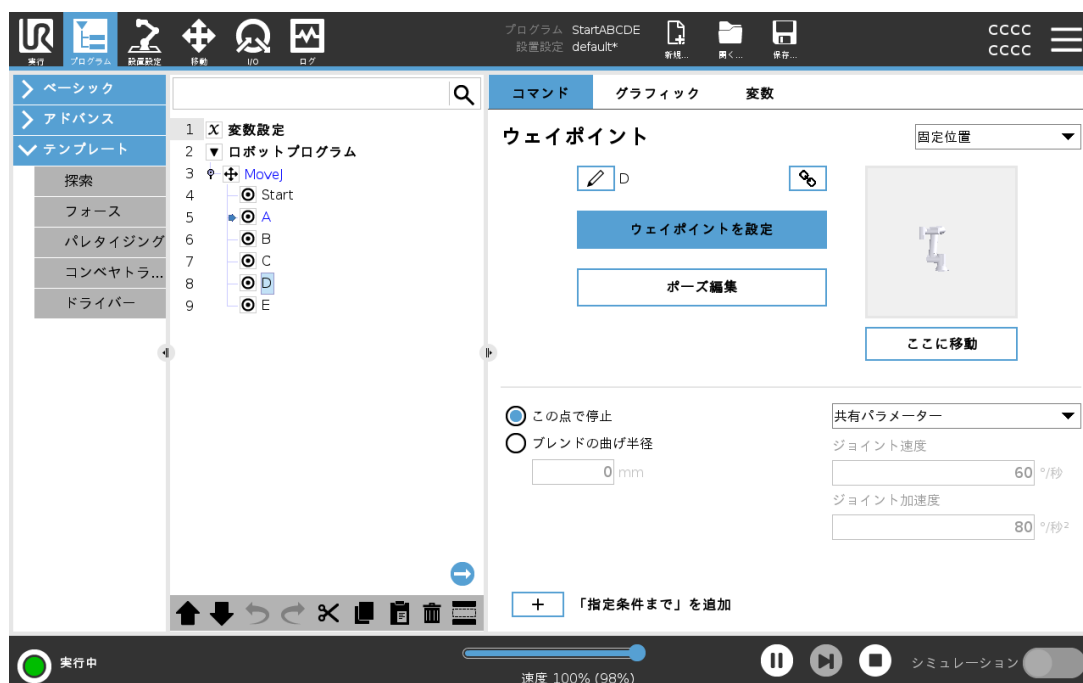 UR
実行
プログラム
設置設定
移動
I/O
ログ
プログラム StartABCDE
設置設定 default*
新規...
開く...
保存...
CCCC
CCCC
ベーシック
アドバンス
テンプレート
探索
フォース
パレタイジング
コンベヤトラ...
ドライバー
1 X 変数設定
2 ロボットプログラム
3 MoveJ
4 Start
5 A
6 B
7 C
8 D
9 E
コマンド
グラフィック
変数
ウェイポイント
固定位置
D
ウェイポイントを設定
ポーズ編集
ここに移動
この点で停止
ブレンドの曲げ半径
0 mm
共有パラメーター
ジョイント速度
60 °/秒
ジョイント加速度
80 °/秒²
+ 「指定条件まで」を追加
実行中
速度 100% (98%)
シミュレーション